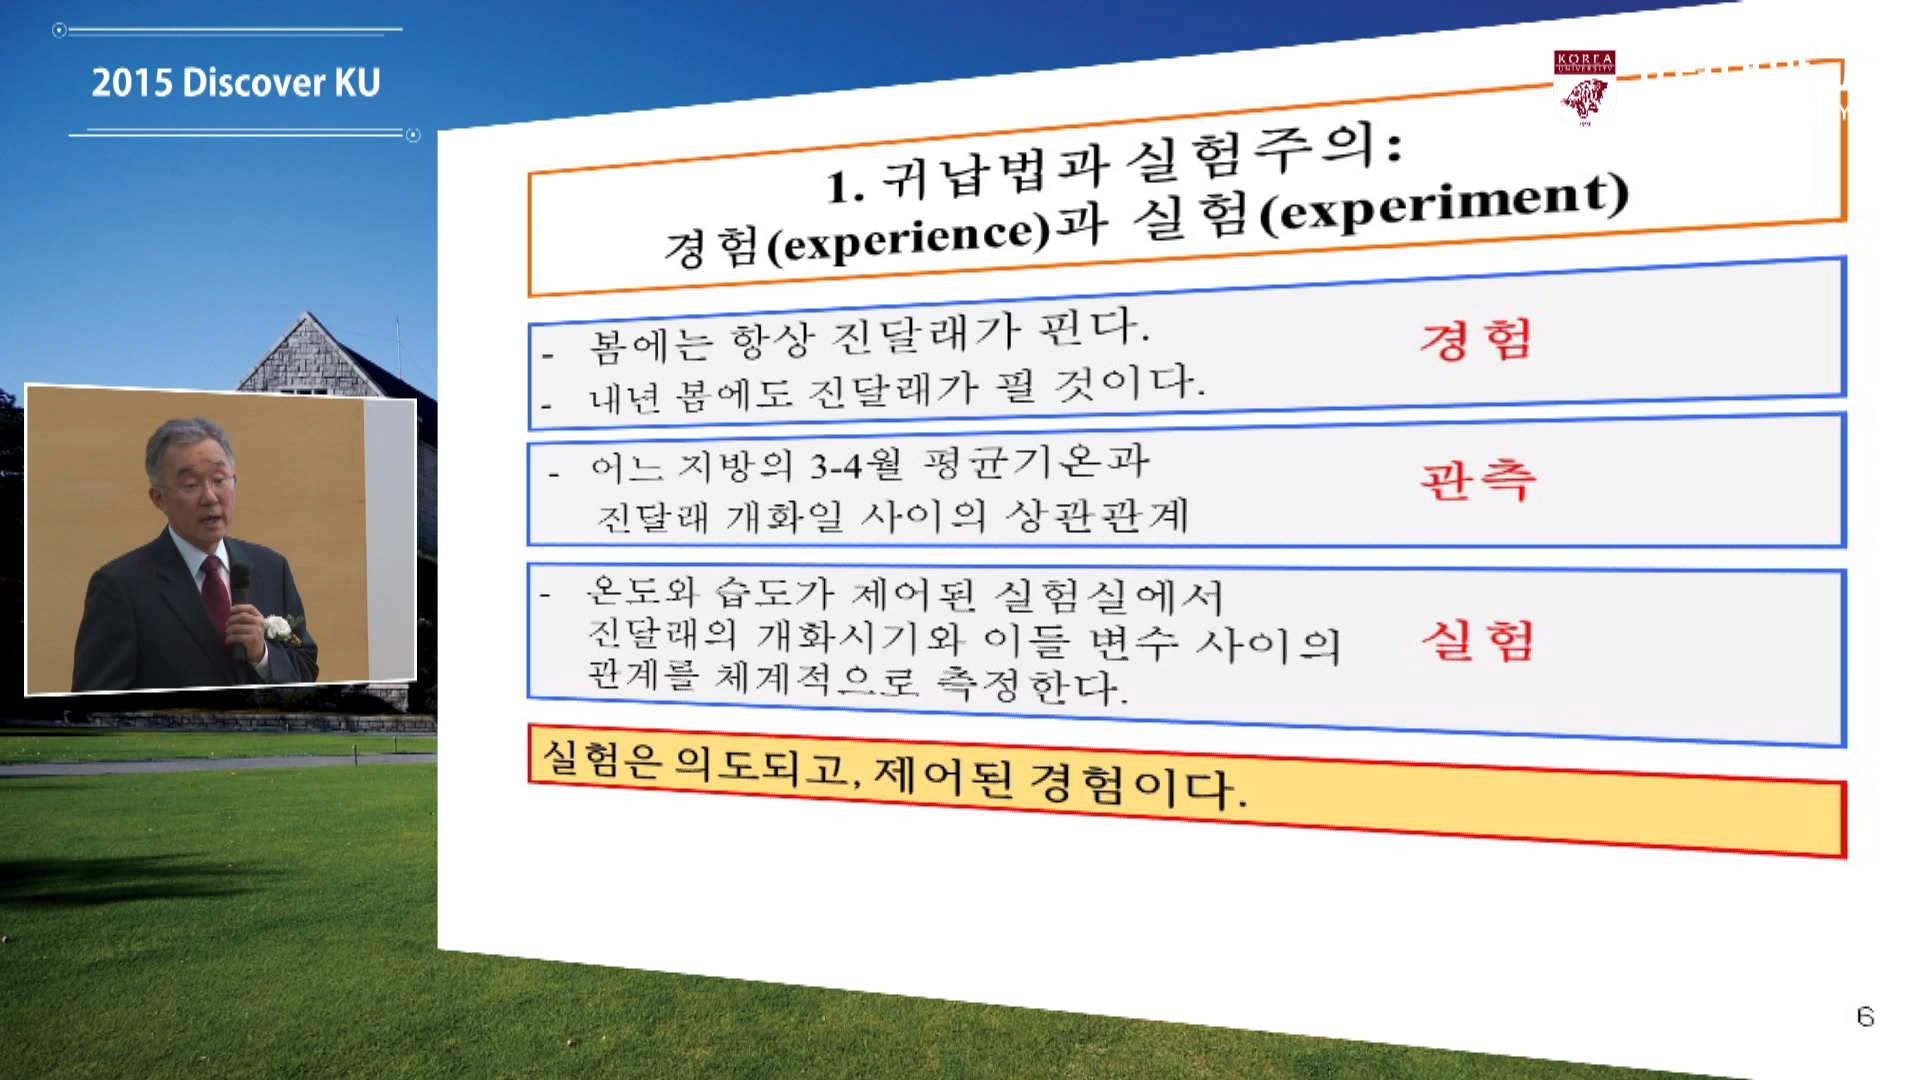 2015 Discover KU
KOREA
UNIVERSITY
1. 귀납법과 실험주의:
경험(experience)과 실험(experiment)
- 봄에는 항상 진달래가 핀다.
- 내년 봄에도 진달래가 필 것이다.
경험
- 어느 지방의 3-4월 평균기온과
진달래 개화일 사이의 상관관계
관측
- 온도와 습도가 제어된 실험실에서
진달래의 개화시기와 이들 변수 사이의
관계를 체계적으로 측정한다.
실험
실험은 의도되고, 제어된 경험이다.
6